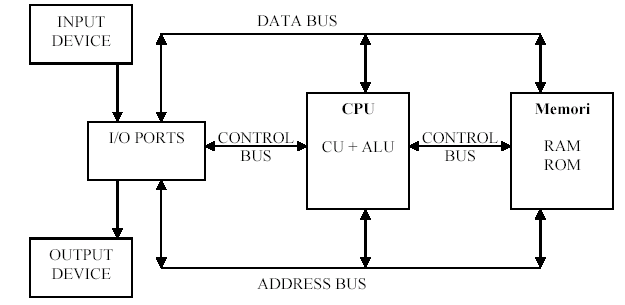 INPUT
DEVICE
DATA BUS
I/O PORTS
CONTROL
BUS
CPU
CU + ALU
CONTROL
BUS
Memori
RAM
ROM
OUTPUT
DEVICE
ADDRESS BUS